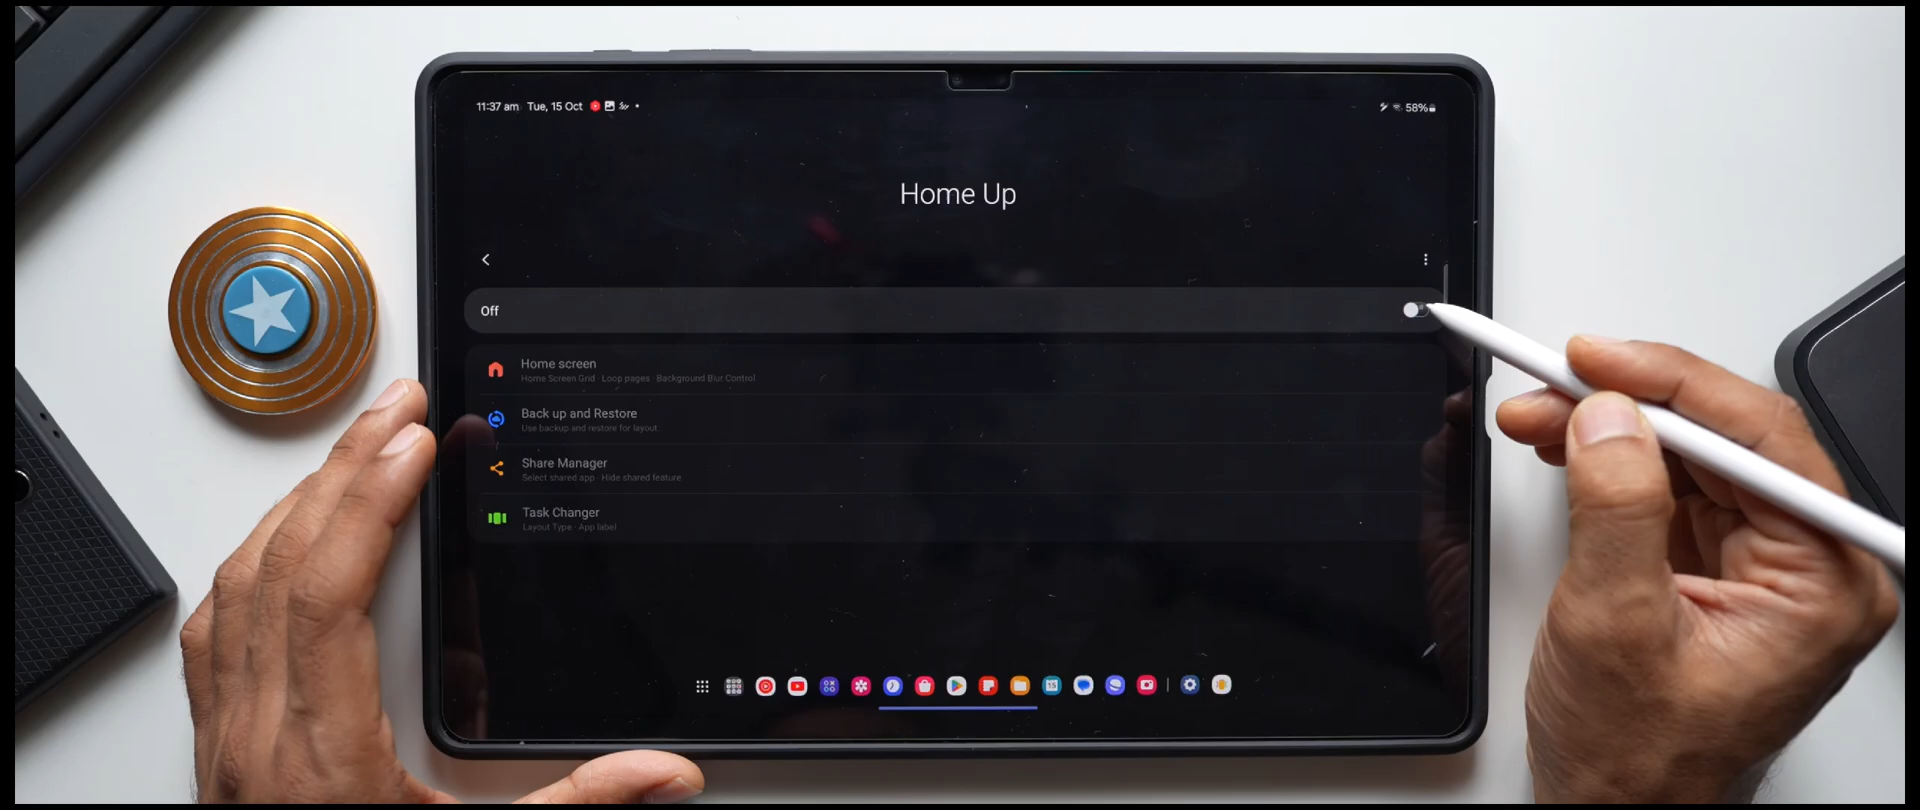 11:37 am Tue, 15 Oct
58%
Home Up
Off
Home screen
Home Screen Grid · Loop pages · Background Blur Control
Back up and Restore
Use backup and restore for layout
Share Manager
Select shared app · Hide shared feature
Task Changer
Layout Type · App label